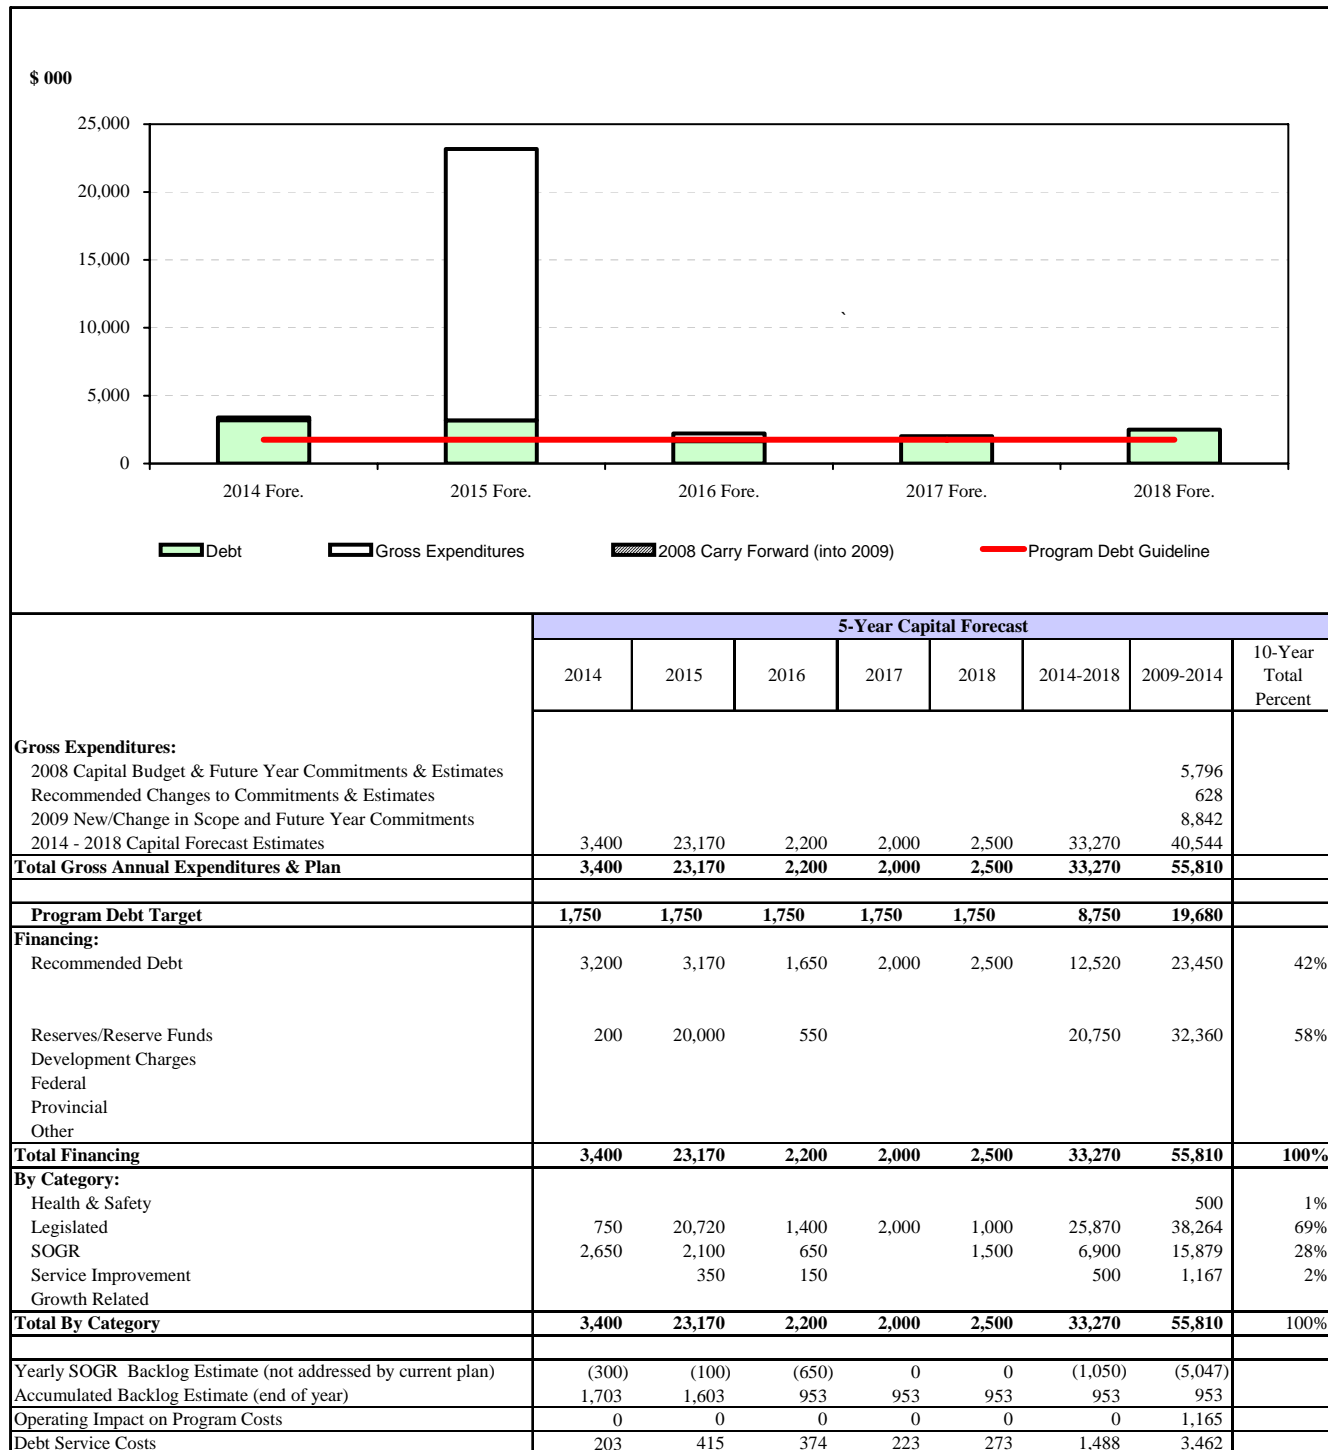 $ 000
25,000
20,000
15,000
10,000
`
5,000
0
2014 Fore. 2015 Fore. 2016 Fore. 2017 Fore. 2018 Fore.
Debt Gross Expenditures 2008 Carry Forward (into 2009) Program Debt Guideline
5-Year Capital Forecast
2014 2015 2016 2017 2018 2014-2018 2009-2014 10-Year Total Percent
Gross Expenditures:
2008 Capital Budget & Future Year Commitments & Estimates 5,796
Recommended Changes to Commitments & Estimates 628
2009 New/Change in Scope and Future Year Commitments 8,842
2014 - 2018 Capital Forecast Estimates 3,400 23,170 2,200 2,000 2,500 33,270 40,544
Total Gross Annual Expenditures & Plan 3,400 23,170 2,200 2,000 2,500 33,270 55,810
Program Debt Target 1,750 1,750 1,750 1,750 1,750 8,750 19,680
Financing:
Recommended Debt 3,200 3,170 1,650 2,000 2,500 12,520 23,450 42%
Reserves/Reserve Funds 200 20,000 550 20,750 32,360 58%
Development Charges
Federal
Provincial
Other
Total Financing 3,400 23,170 2,200 2,000 2,500 33,270 55,810 100%
By Category:
Health & Safety 500 1%
Legislated 750 20,720 1,400 2,000 1,000 25,870 38,264 69%
SOGR 2,650 2,100 650 1,500 6,900 15,879 28%
Service Improvement 350 150 500 1,167 2%
Growth Related
Total By Category 3,400 23,170 2,200 2,000 2,500 33,270 55,810 100%
Yearly SOGR Backlog Estimate (not addressed by current plan) (300) (100) (650) 0 0 (1,050) (5,047)
Accumulated Backlog Estimate (end of year) 1,703 1,603 953 953 953 953 953
Operating Impact on Program Costs 0 0 0 0 0 0 1,165
Debt Service Costs 203 415 374 223 273 1,488 3,462